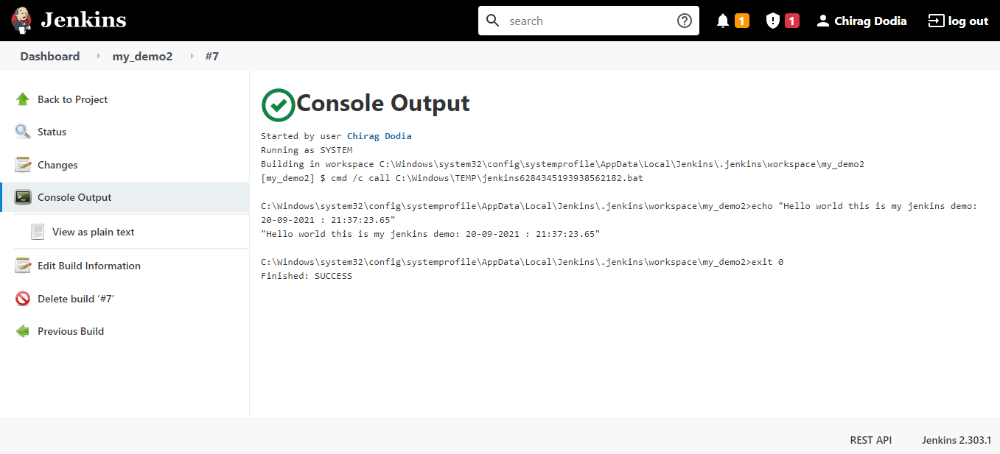 Jenkins
search
1
1
Chirag Dodia
log out
Dashboard
my_demo2
#7
Back to Project
Status
Changes
Console Output
View as plain text
Edit Build Information
Delete build ‘#7’
Previous Build
Console Output
Started by user Chirag Dodia
Running as SYSTEM
Building in workspace C:\Windows\system32\config\systemprofile\AppData\Local\Jenkins\.jenkins\workspace\my_demo2
[my_demo2] $ cmd /c call C:\Windows\TEMP\jenkins6284345193938562182.bat
C:\Windows\system32\config\systemprofile\AppData\Local\Jenkins\.jenkins\workspace\my_demo2>echo "Hello world this is my jenkins demo:
20-09-2021 : 21:37:23.65"
"Hello world this is my jenkins demo: 20-09-2021 : 21:37:23.65"
C:\Windows\system32\config\systemprofile\AppData\Local\Jenkins\.jenkins\workspace\my_demo2>exit 0
Finished: SUCCESS
REST API
Jenkins 2.303.1